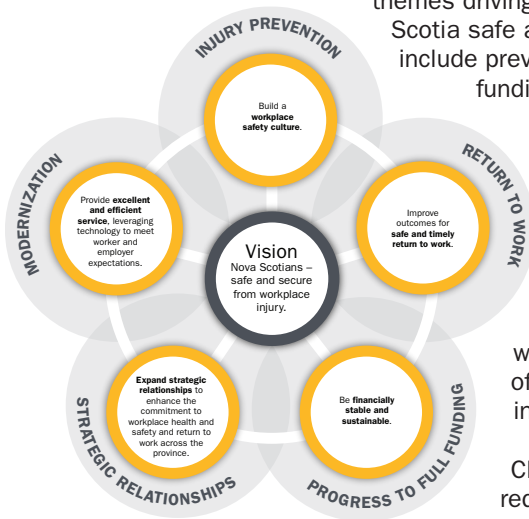 themes driving
Scotia safe a
include prev
fundi
INJURY PREVENTION
Build a
workplace
safety culture.
RETURN TO WORK
Improve
outcomes for
safe and timely
return to work.
MODERNIZATION
Provide excellent
and efficient
service, leveraging
technology to meet
worker and
employer
expectations.
Vision
Nova Scotians –
safe and secure
from workplace
injury.
STRATEGIC RELATIONSHIPS
Expand strategic
relationships to
enhance the
commitment to
workplace health and
safety and return to
work across the
province.
PROGRESS TO FULL FUNDING
Be financially
stable and
sustainable.
w
of
in
red